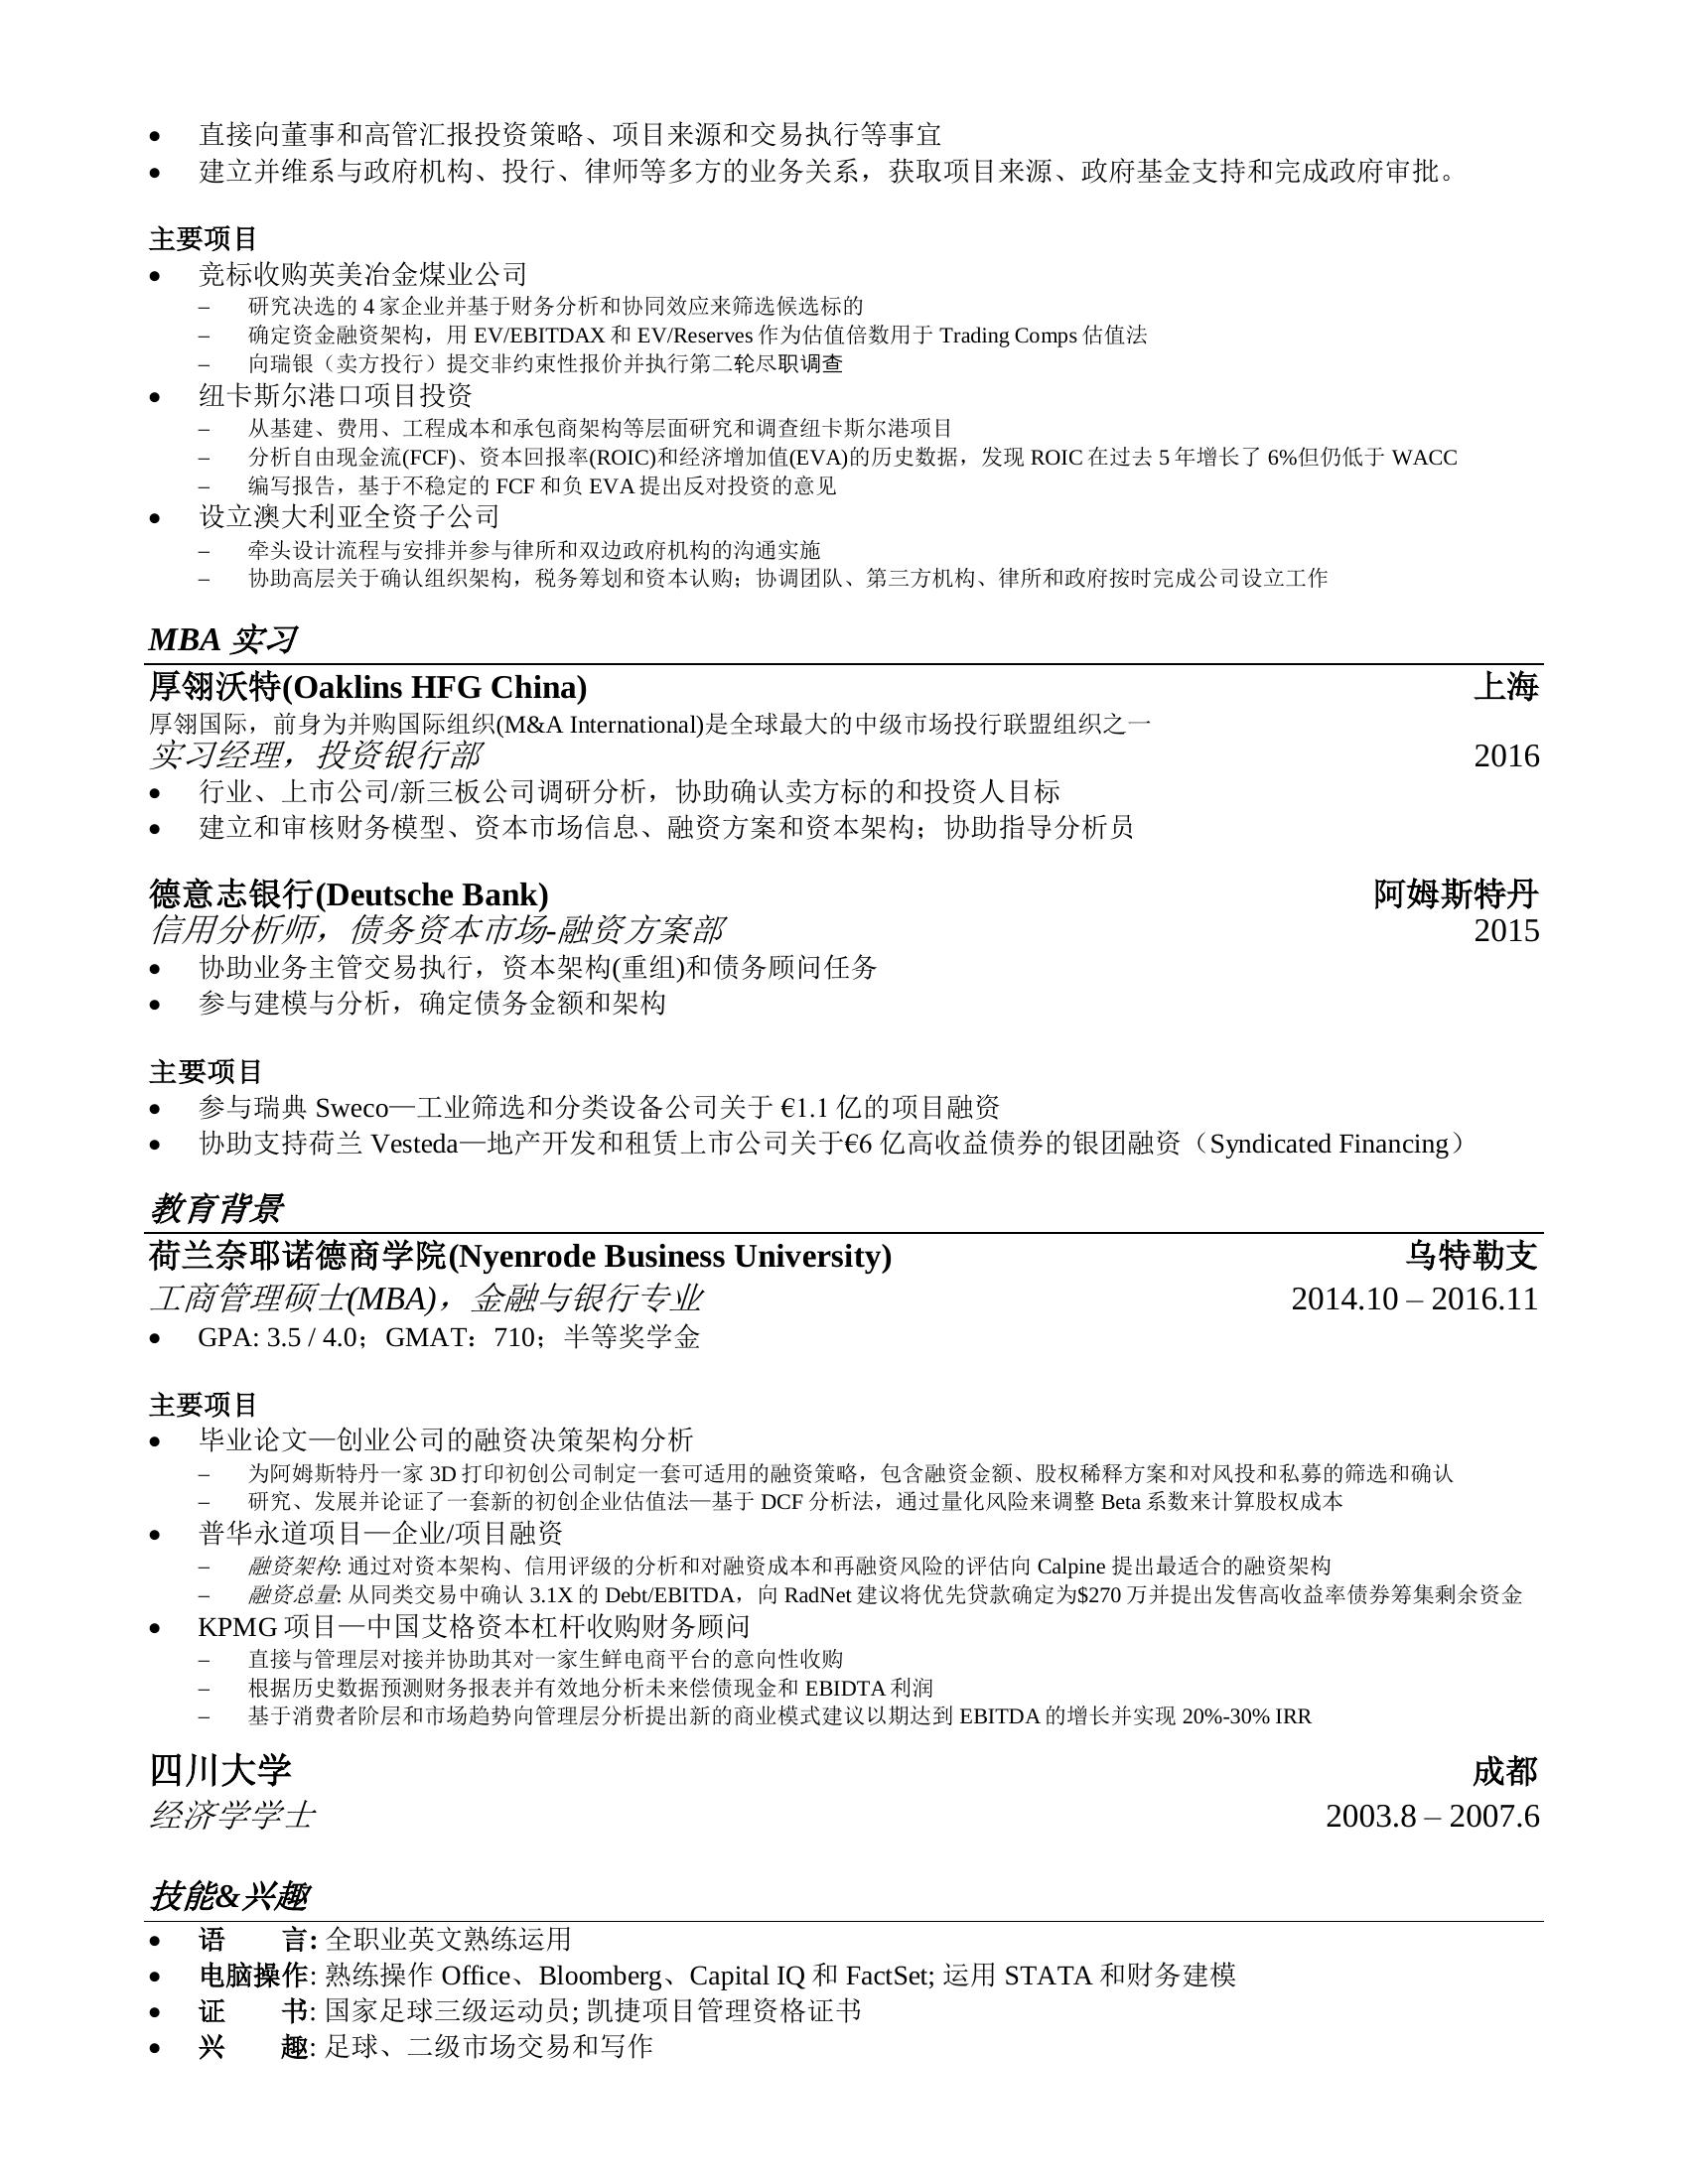 • 直接向董事和高管汇报投资策略、项目来源和交易执行等事宜
• 建立并维系与政府机构、投行、律师等多方的业务关系，获取项目来源、政府基金支持和完成政府审批。
主要项目
• 竞标收购英美冶金煤业公司
– 研究决选的 4 家企业并基于财务分析和协同效应来筛选候选标的
– 确定资金融资架构，用 EV/EBITDAX 和 EV/Reserves 作为估值倍数用于 Trading Comps 估值法
– 向瑞银（卖方投行）提交非约束性报价并执行第二轮尽职调查
• 纽卡斯尔港口项目投资
– 从基建、费用、工程成本和承包商架构等层面研究和调查纽卡斯尔港项目
– 分析自由现金流(FCF)、资本回报率(ROIC)和经济增加值(EVA)的历史数据，发现 ROIC 在过去 5 年增长了 6%但仍低于 WACC
– 编写报告，基于不稳定的 FCF 和负 EVA 提出反对投资的意见
• 设立澳大利亚全资子公司
– 牵头设计流程与安排并参与律所和双边政府机构的沟通实施
– 协助高层关于确认组织架构，税务筹划和资本认购；协调团队、第三方机构、律所和政府按时完成公司设立工作
MBA 实习
厚翎沃特(Oaklins HFG China) 上海
厚翎国际，前身为并购国际组织(M&A International)是全球最大的中级市场投行联盟组织之一
实习经理，投资银行部 2016
• 行业、上市公司/新三板公司调研分析，协助确认卖方标的和投资人目标
• 建立和审核财务模型、资本市场信息、融资方案和资本架构；协助指导分析员
德意志银行(Deutsche Bank) 阿姆斯特丹
信用分析师，债务资本市场-融资方案部 2015
• 协助业务主管交易执行，资本架构(重组)和债务顾问任务
• 参与建模与分析，确定债务金额和架构
主要项目
• 参与瑞典 Sweco—工业筛选和分类设备公司关于 €1.1 亿的项目融资
• 协助支持荷兰 Vesteda—地产开发和租赁上市公司关于€6 亿高收益债券的银团融资（Syndicated Financing）
教育背景
荷兰奈耶诺德商学院(Nyenrode Business University) 乌特勒支
工商管理硕士(MBA)，金融与银行专业 2014.10 – 2016.11
• GPA: 3.5 / 4.0；GMAT：710；半等奖学金
主要项目
• 毕业论文—创业公司的融资决策架构分析
– 为阿姆斯特丹一家 3D 打印初创公司制定一套可适用的融资策略，包含融资金额、股权稀释方案和对风投和私募的筛选和确认
– 研究、发展并论证了一套新的初创企业估值法—基于 DCF 分析法，通过量化风险来调整 Beta 系数来计算股权成本
• 普华永道项目—企业/项目融资
– 融资架构: 通过对资本架构、信用评级的分析和对融资成本和再融资风险的评估向 Calpine 提出最适合的融资架构
– 融资总量: 从同类交易中确认 3.1X 的 Debt/EBITDA，向 RadNet 建议将优先贷款确定为$270 万并提出发售高收益率债券筹集剩余资金
• KPMG 项目—中国艾格资本杠杆收购财务顾问
– 直接与管理层对接并协助其对一家生鲜电商平台的意向性收购
– 根据历史数据预测财务报表并有效地分析未来偿债现金和 EBIDTA 利润
– 基于消费者阶层和市场趋势向管理层分析提出新的商业模式建议以期达到 EBITDA 的增长并实现 20%-30% IRR
四川大学 成都
经济学学士 2003.8 – 2007.6
技能&兴趣
• 语 言: 全职业英文熟练运用
• 电脑操作: 熟练操作 Office、Bloomberg、Capital IQ 和 FactSet; 运用 STATA 和财务建模
• 证 书: 国家足球三级运动员; 凯捷项目管理资格证书
• 兴 趣: 足球、二级市场交易和写作